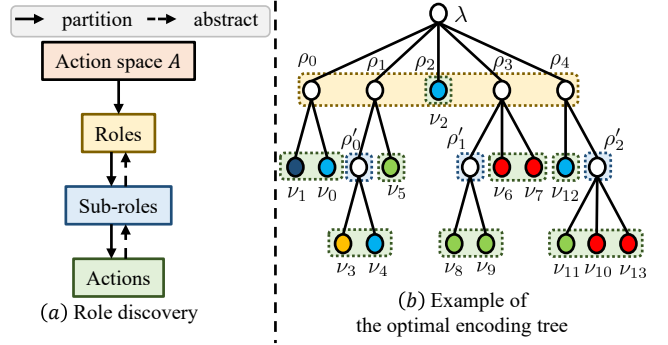 partition abstract
Action space A
Roles
Sub-roles
Actions
(a) Role discovery
λ
ρ0 ρ1 ρ2 ρ3 ρ4
ν2
ρ′0 ρ′1 ρ′2
ν1 ν0 ν5 ν6 ν7 ν12
ν3 ν4 ν8 ν9 ν11 ν10 ν13
(b) Example of
the optimal encoding tree